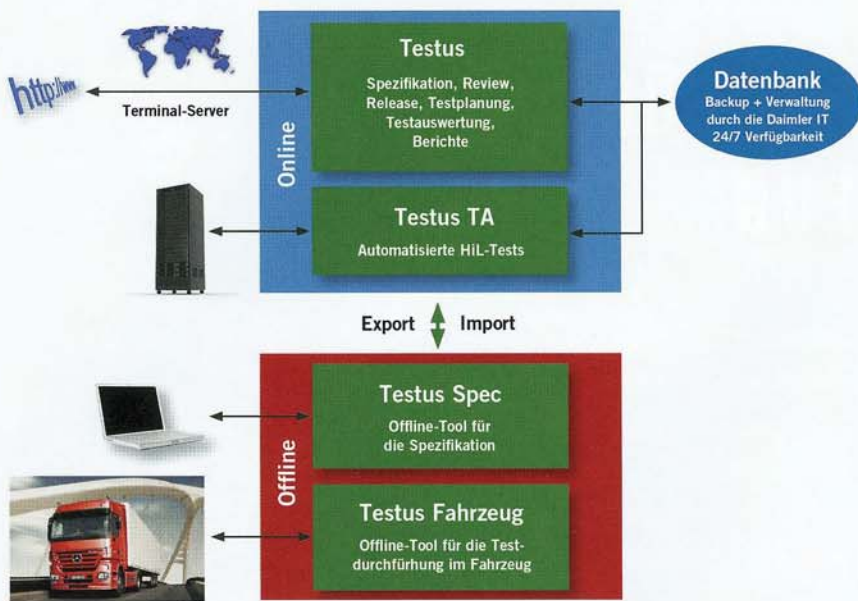 http://www
Terminal-Server
Online
Testus
Spezifikation, Review,
Release, Testplanung,
Testauswertung,
Berichte
Datenbank
Backup + Verwaltung
durch die Daimler IT
24/7 Verfügbarkeit
Testus TA
Automatisierte HiL-Tests
Export
Import
Offline
Testus Spec
Offline-Tool für
die Spezifikation
Testus Fahrzeug
Offline-Tool für die Test-
durchfürhung im Fahrzeug